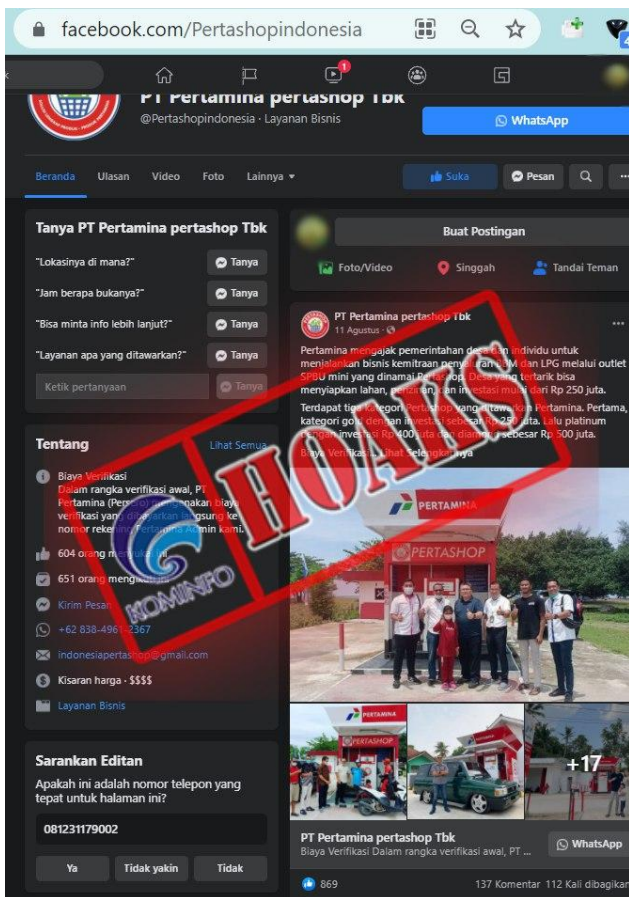 facebook.com/Pertashopindonesia
1
PT Pertamina pertashop Tbk
@Pertashopindonesia · Layanan Bisnis
WhatsApp
Beranda Ulasan Video Foto Lainnya
Suka
Pesan
Tanya PT Pertamina pertashop Tbk
"Lokasinya di mana?" Tanya
"Jam berapa bukanya?" Tanya
"Bisa minta info lebih lanjut?" Tanya
"Layanan apa yang ditawarkan?" Tanya
Ketik pertanyaan Tanya
Tentang Lihat Semua
Biaya Verifikasi
Dalam rangka verifikasi awal, PT
Pertamina (Persero) mengenakan biaya
verifikasi yang dibayarkan langsung ke
nomor rekening Pertamina Admin kami.
604 orang menyukai ini
651 orang mengikuti ini
Kirim Pesan
+62 838-4961-2367
indonesiapertashop@gmail.com
Kisaran harga · $$$$
Layanan Bisnis
Sarankan Editan
Apakah ini adalah nomor telepon yang
tepat untuk halaman ini?
081231179002
Ya Tidak yakin Tidak
Buat Postingan
Foto/Video Singgah Tandai Teman
PT Pertamina pertashop Tbk
11 Agustus ·
Pertamina mengajak pemerintahan desa dan individu untuk
menjalankan bisnis kemitraan penyaluran BBM dan LPG melalui outlet
SPBU mini yang dinamai Pertashop. Desa yang tertarik bisa
menyiapkan lahan, perizinan, dan investasi mulai dari Rp 250 juta.
Terdapat tiga kategori Pertashop yang ditawarkan Pertamina. Pertama,
kategori gold dengan investasi sebesar Rp 250 juta. Lalu platinum
dengan investasi Rp 400 juta dan diamond sebesar Rp 500 juta.
Biaya Verifikasi... Lihat Selengkapnya
HOAKS
KOMINFO
PERTAMINA
PERTASHOP
PERTAMINA
PERTASHOP
PERTAMINA
+17
PT Pertamina pertashop Tbk
Biaya Verifikasi Dalam rangka verifikasi awal, PT ...
WhatsApp
869
137 Komentar 112 Kali dibagikan